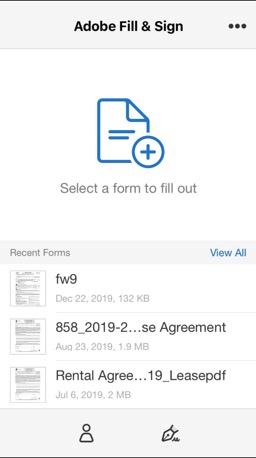 Adobe Fill & Sign
Select a form to fill out
Recent Forms View All
fw9
Dec 22, 2019, 132 KB
858_2019-2...se Agreement
Aug 23, 2019, 1.9 MB
Rental Agree...19_Leasepdf
Jul 6, 2019, 2 MB